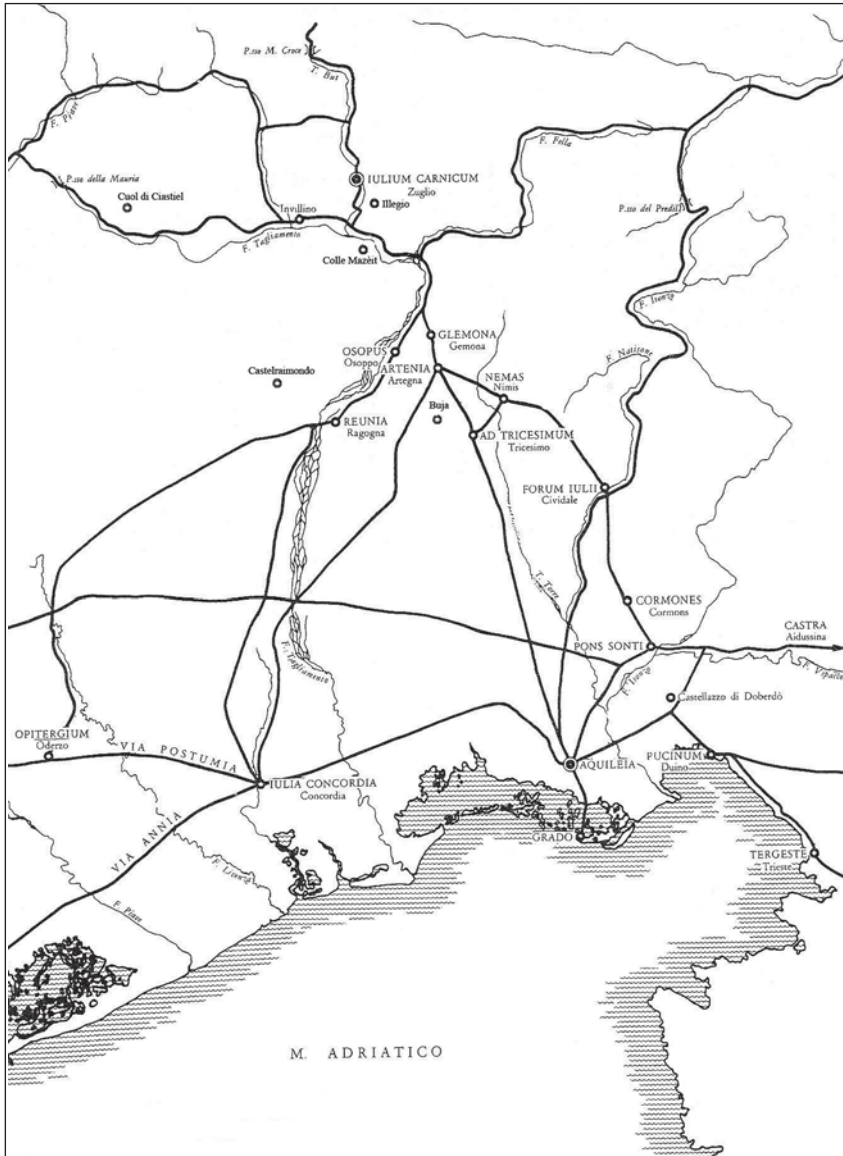 P.sso M. Croce
T. But
F. Piave
F. Fella
P.sso della Mauria
IULIUM CARNICUM
Zuglio
Cuol di Ciastiel
Illegio
P.sso del Predil
Invillino
F. Tagliamento
Colle Mazéit
F. Isonzo
GLEMONA
Gemona
OSOPUS
Osoppo
F. Natisone
ARTENIA
Artegna
NEMAS
Nimis
Castelraimondo
Buja
REUNIA
Ragogna
AD TRICESIMUM
Tricesimo
FORUM IULII
Cividale
T. Torre
CORMONES
Cormons
CASTRA
Aidussina
PONS SONTI
F. Tagliamento
F. Isonzo
F. Vipacco
Castellazzo di Doberdò
OPITERGIUM
Oderzo
VIA POSTUMIA
PUCINUM
Duino
AQUILEIA
IULIA CONCORDIA
Concordia
GRADO
VIA ANNIA
TERGESTE
Trieste
F. Livenza
F. Piave
M. ADRIATICO